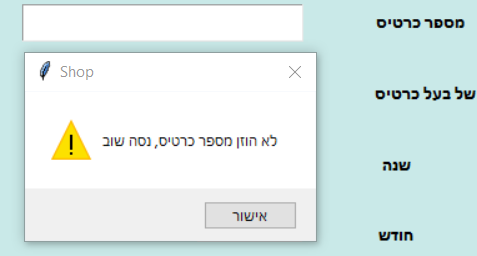 מספר כרטיס
Shop
של בעל כרטיס
לא הוזן מספר כרטיס, נסה שוב
שנה
אישור
חודש